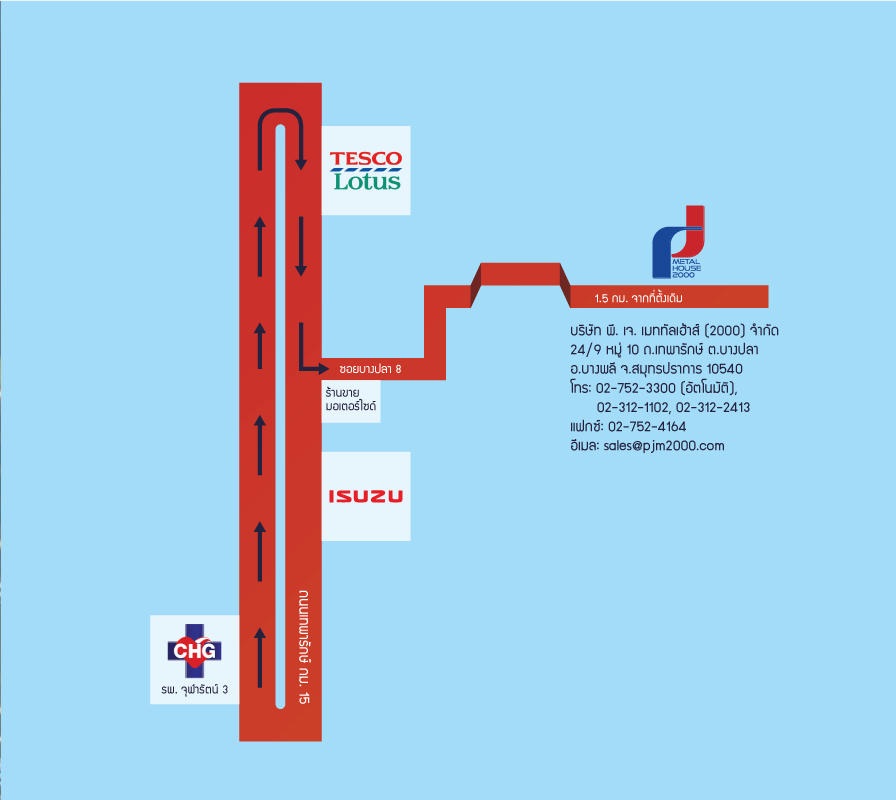 TESCO
Lotus
METAL
HOUSE
2000
1.5 กม. จากที่ตั้งเดิม
บริษัท พี. เจ. เมททัลเฮ้าส์ (2000) จำกัด
24/9 หมู่ 10 ถ.เทพารักษ์ ต.บางปลา
อ.บางพลี จ.สมุทรปราการ 10540
โทร: 02-752-3300 (อัตโนมัติ),
02-312-1102, 02-312-2413
แฟกซ์: 02-752-4164
อีเมล: sales@pjm2000.com
ซอยบางปลา 8
ร้านขาย
มอเตอร์ไซด์
ISUZU
ถนนเทพารักษ์ กม. 15
CHG
รพ. จุฬารัตน์ 3